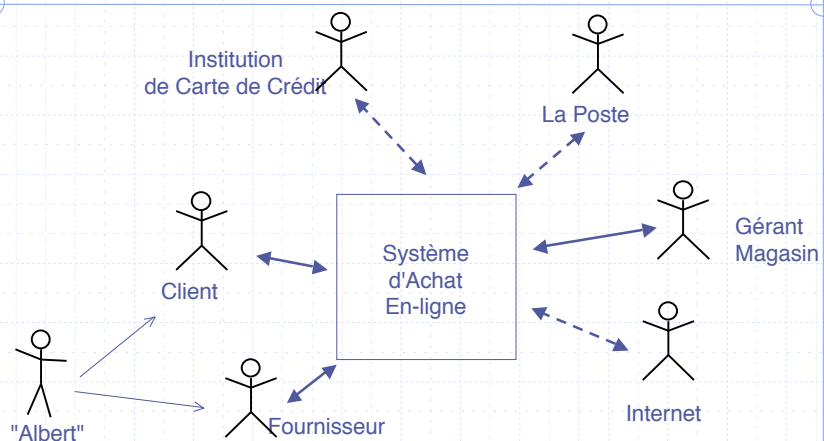 Institution
de Carte de Crédit
La Poste
Gérant
Magasin
Système
d'Achat
En-ligne
Client
Internet
Fournisseur
"Albert"